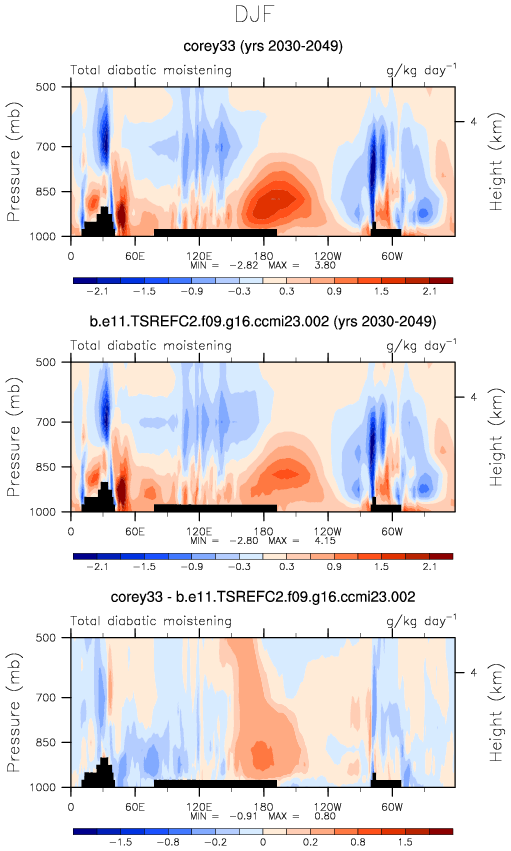 DJF
corey33 (yrs 2030-2049)
Total diabatic moistening g/kg day⁻¹
Pressure (mb)
500
700
850
1000
4
Height (km)
0 60E 120E 180 120W 60W
MIN = -2.82 MAX = 3.80
-2.1 -1.5 -0.9 -0.3 0.3 0.9 1.5 2.1
b.e11.TSREFC2.f09.g16.ccmi23.002 (yrs 2030-2049)
Total diabatic moistening g/kg day⁻¹
Pressure (mb)
500
700
850
1000
4
Height (km)
0 60E 120E 180 120W 60W
MIN = -2.80 MAX = 4.15
-2.1 -1.5 -0.9 -0.3 0.3 0.9 1.5 2.1
corey33 - b.e11.TSREFC2.f09.g16.ccmi23.002
Total diabatic moistening g/kg day⁻¹
Pressure (mb)
500
700
850
1000
4
Height (km)
0 60E 120E 180 120W 60W
MIN = -0.91 MAX = 0.80
-1.5 -0.8 -0.2 0 0.2 0.8 1.5